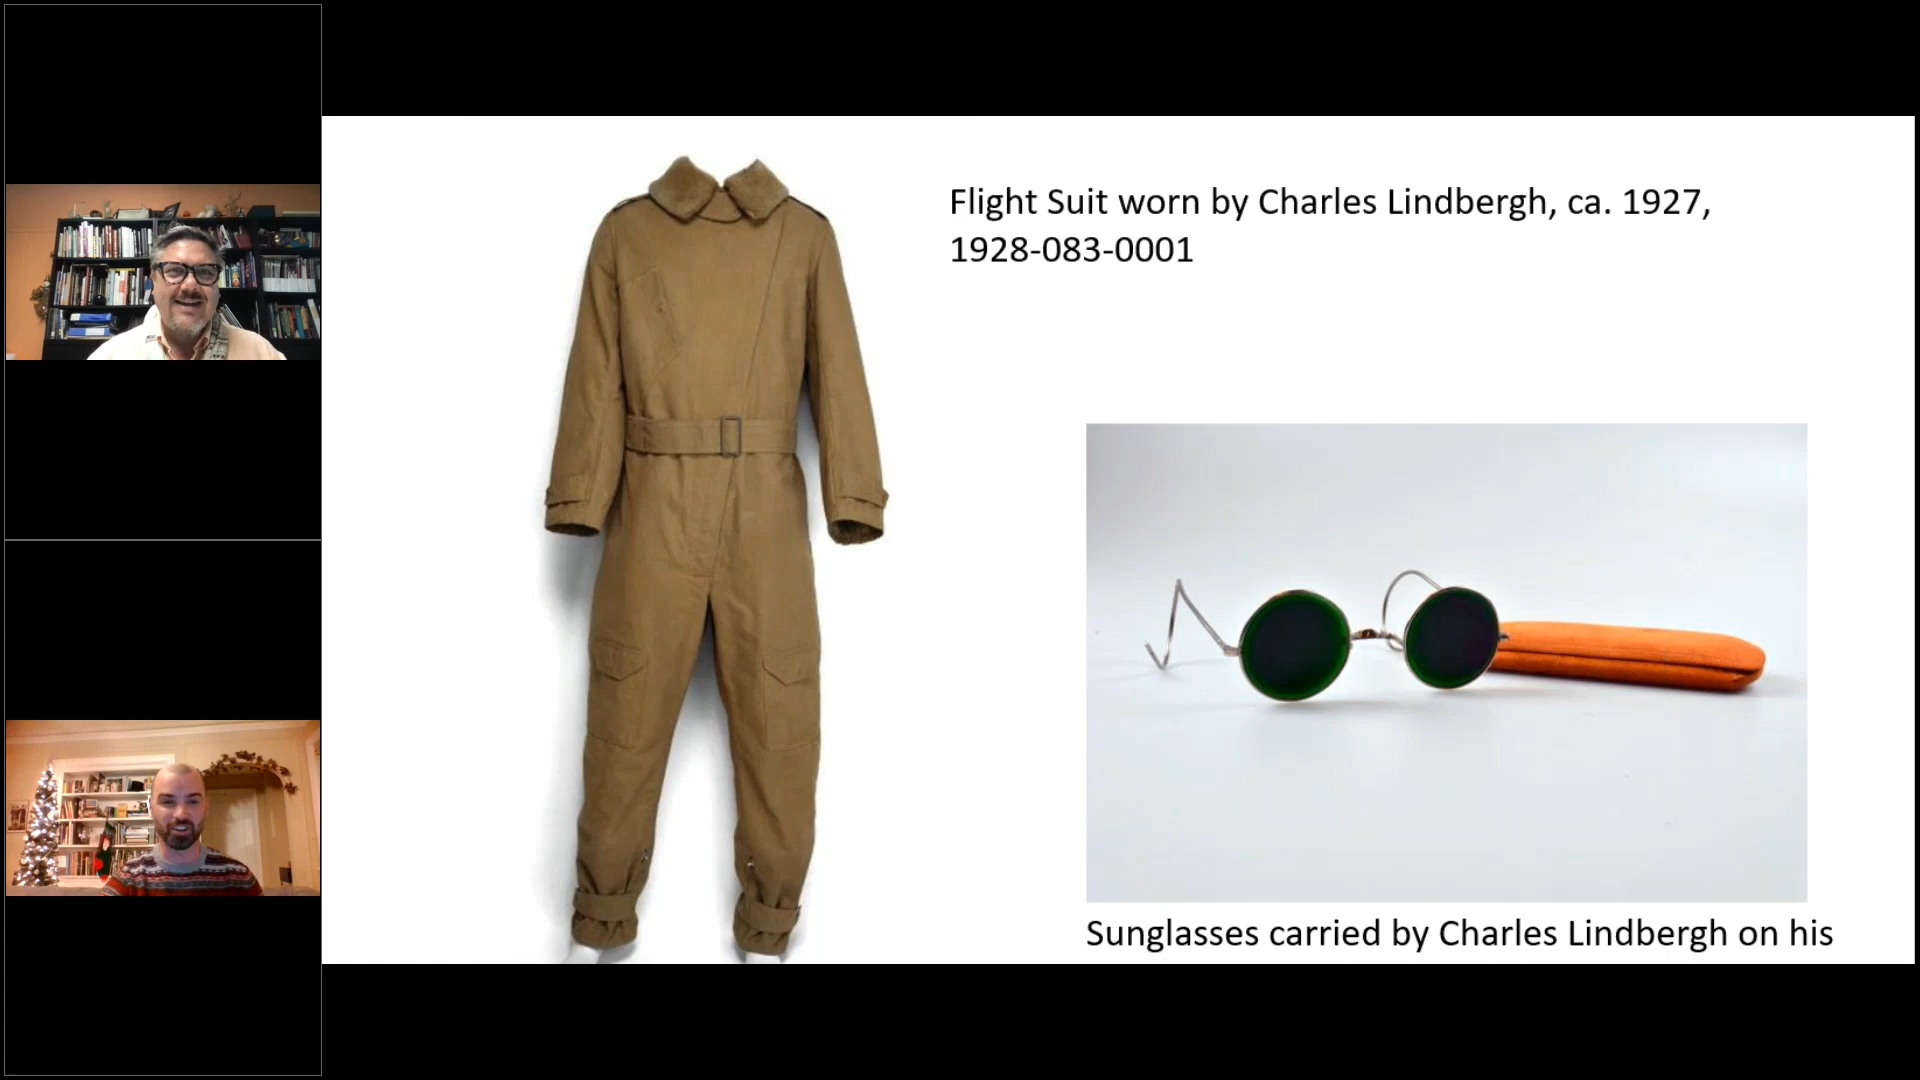 Flight Suit worn by Charles Lindbergh, ca. 1927,
1928-083-0001
Sunglasses carried by Charles Lindbergh on his